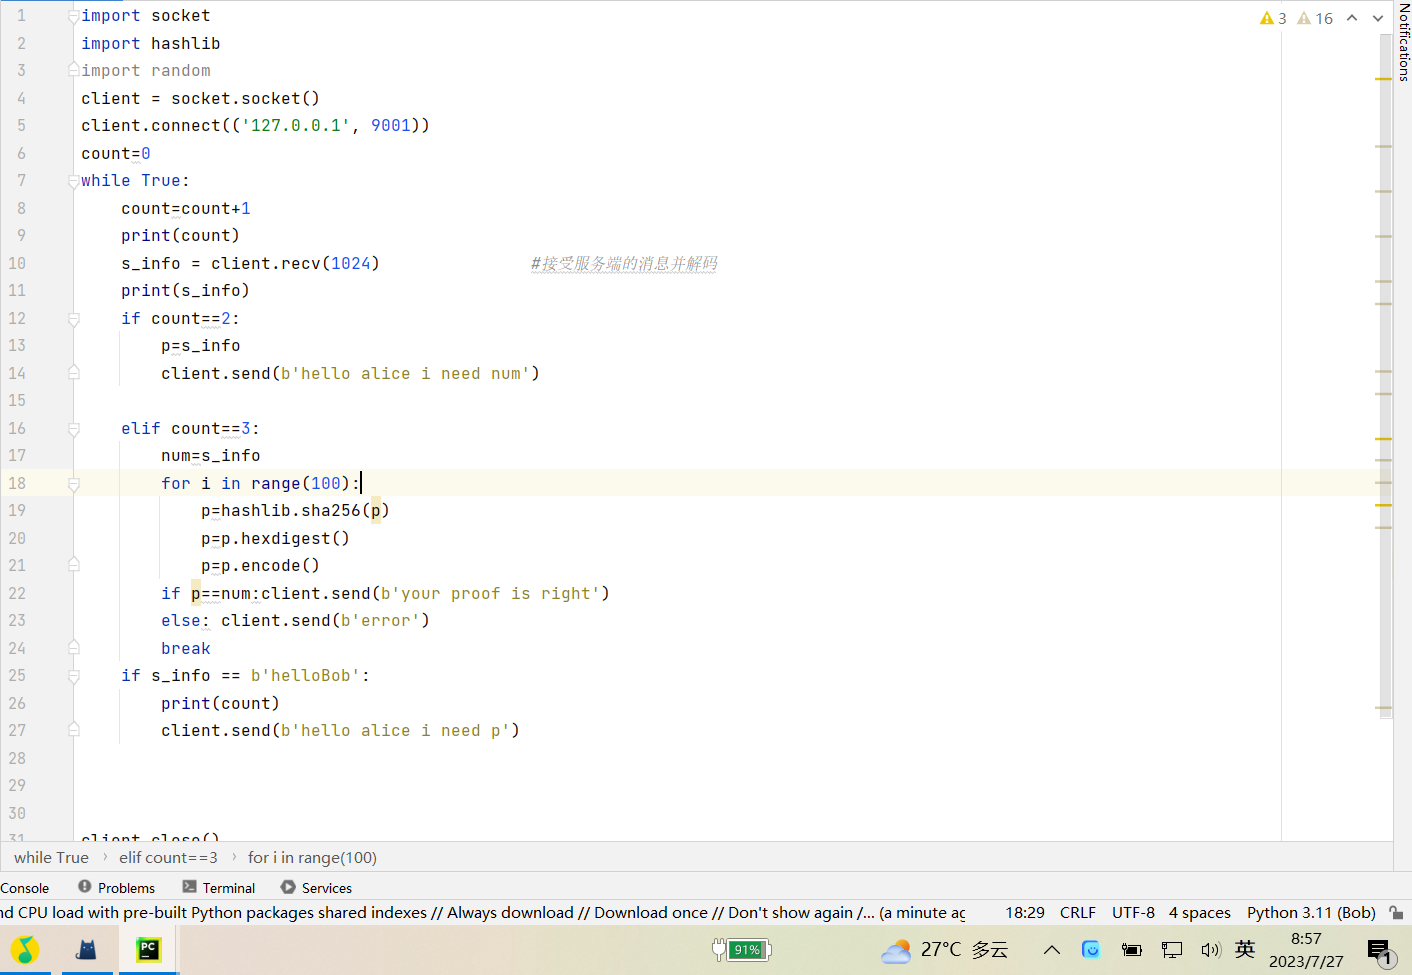 1 import socket
2 import hashlib
3 import random
4 client = socket.socket()
5 client.connect(('127.0.0.1', 9001))
6 count=0
7 while True:
8 count=count+1
9 print(count)
10 s_info = client.recv(1024) #接受服务端的消息并解码
11 print(s_info)
12 if count==2:
13 p=s_info
14 client.send(b'hello alice i need num')
15
16 elif count==3:
17 num=s_info
18 for i in range(100):
19 p=hashlib.sha256(p)
20 p=p.hexdigest()
21 p=p.encode()
22 if p==num:client.send(b'your proof is right')
23 else: client.send(b'error')
24 break
25 if s_info == b'helloBob':
26 print(count)
27 client.send(b'hello alice i need p')
28
29
30
31 client.close()
3 16
Notifications
while True › elif count==3 › for i in range(100)
Console Problems Terminal Services
nd CPU load with pre-built Python packages shared indexes // Always download // Download once // Don't show again /... (a minute ag 18:29 CRLF UTF-8 4 spaces Python 3.11 (Bob)
PC 91% 27°C 多云 英 8:57
2023/7/27 1